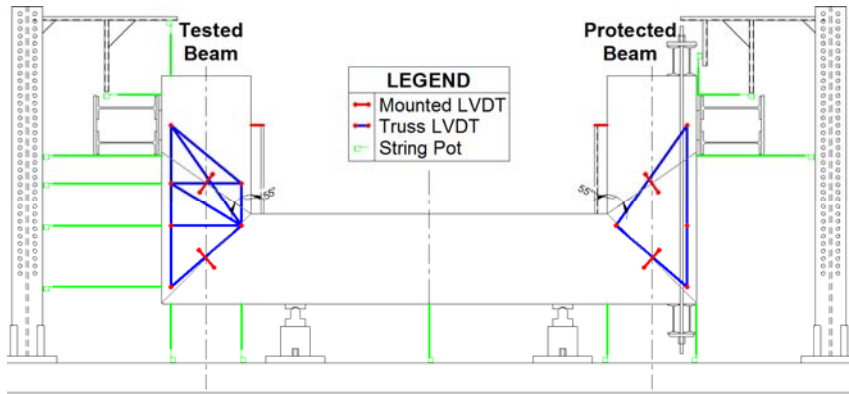 Tested
Beam
Protected
Beam
LEGEND
Mounted LVDT
Truss LVDT
String Pot
55°
55°